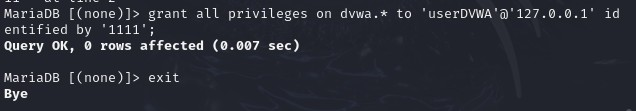 MariaDB [(none)]> grant all privileges on dvwa.* to 'userDVWA'@'127.0.0.1' id
entified by '1111';
Query OK, 0 rows affected (0.007 sec)
MariaDB [(none)]> exit
Bye